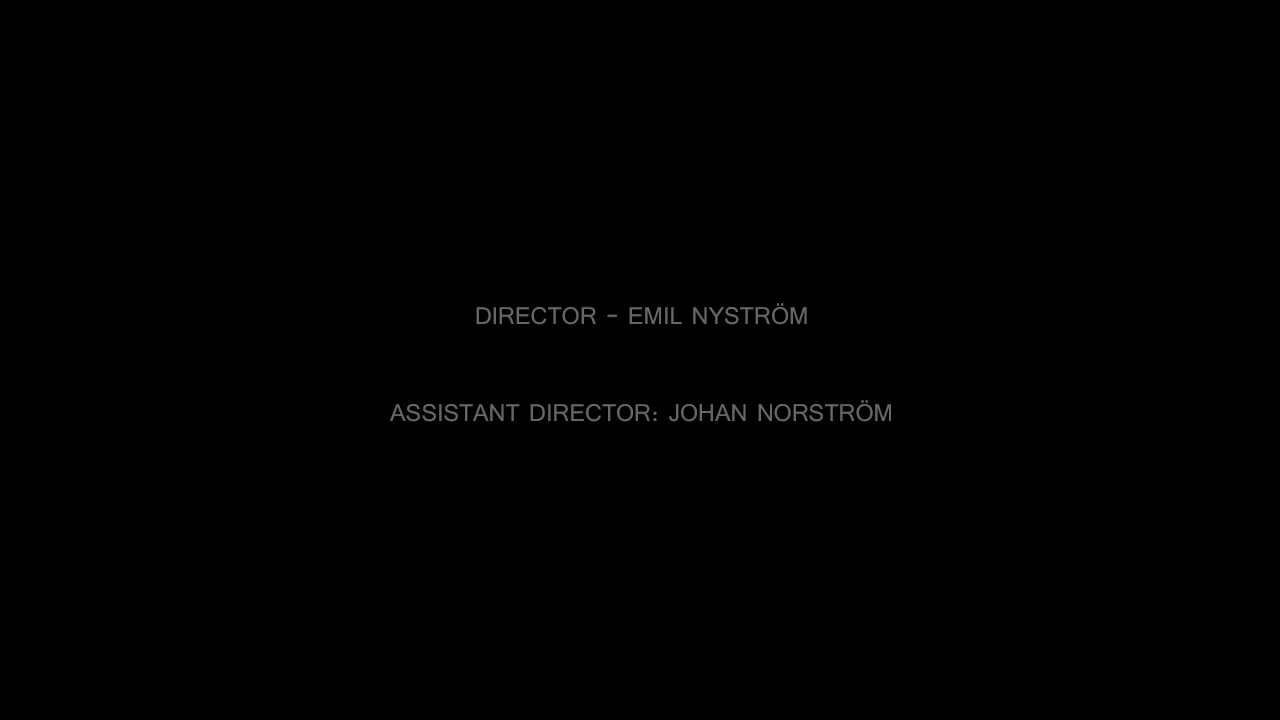 DIRECTOR - EMIL NYSTRÖM
ASSISTANT DIRECTOR: JOHAN NORSTRÖM